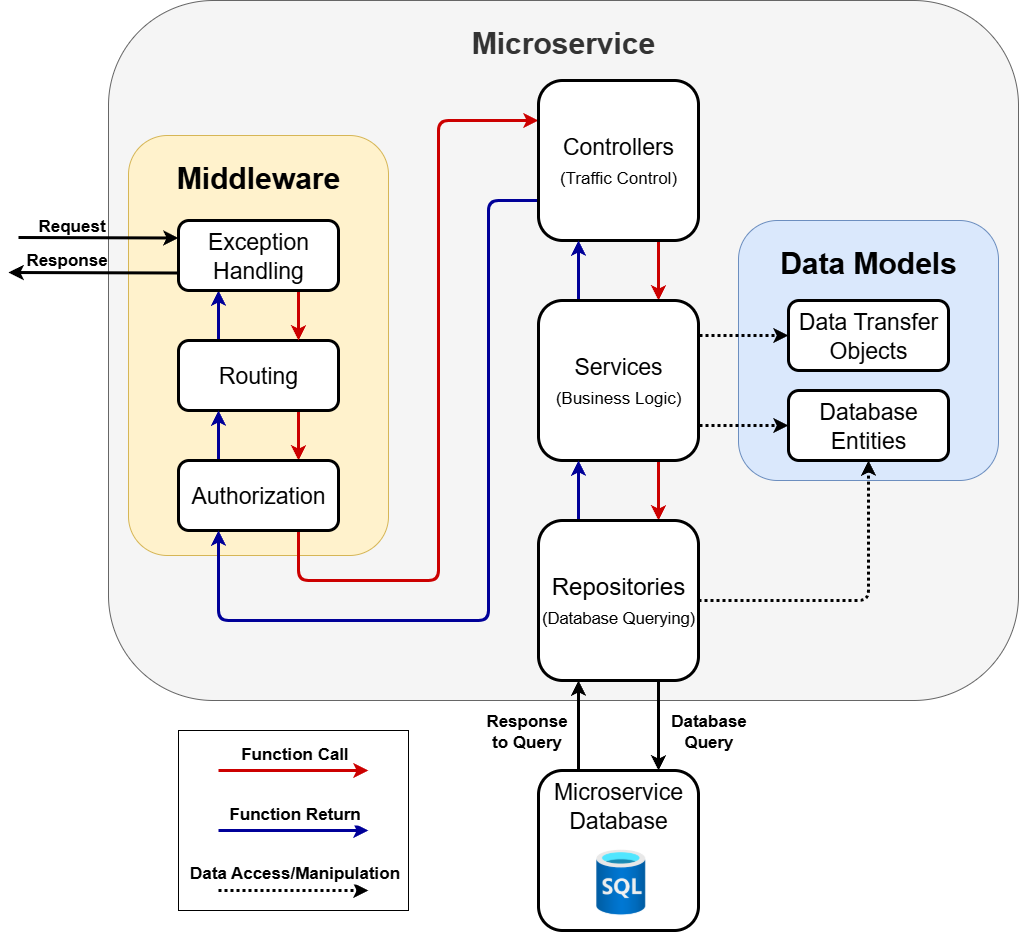 Microservice
Middleware
Request
Response
Exception
Handling
Routing
Authorization
Controllers
(Traffic Control)
Services
(Business Logic)
Repositories
(Database Querying)
Data Models
Data Transfer
Objects
Database
Entities
Response
to Query
Database
Query
Microservice
Database
SQL
Function Call
Function Return
Data Access/Manipulation